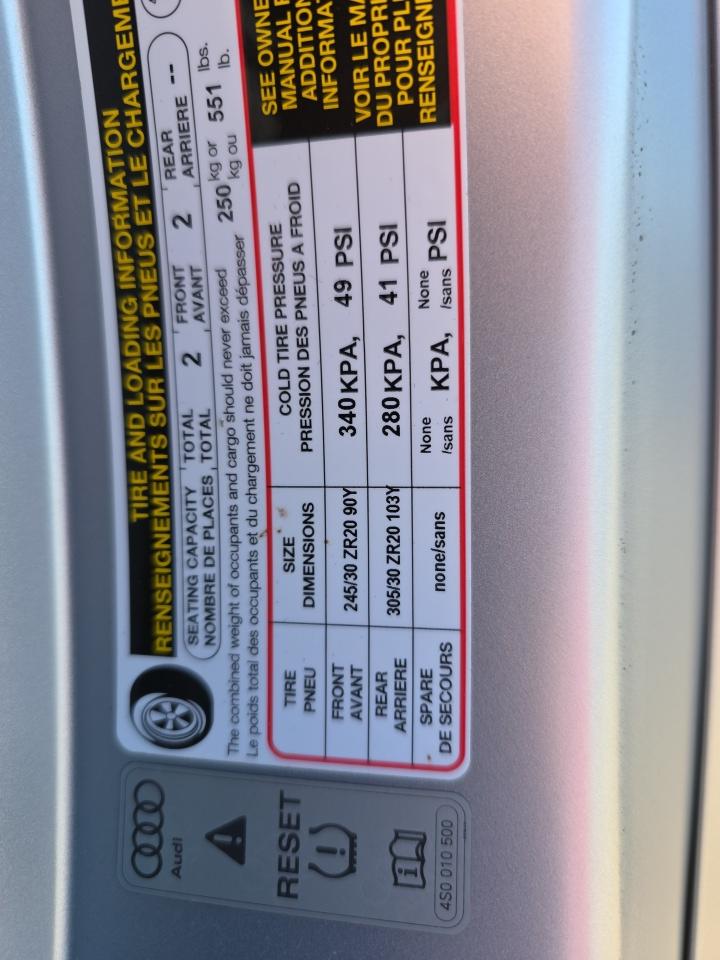 TIRE AND LOADING INFORMATION
RENSEIGNEMENTS SUR LES PNEUS ET LE CHARGEME
SEATING CAPACITY TOTAL 2 FRONT 2 REAR --
NOMBRE DE PLACES TOTAL AVANT ARRIERE
The combined weight of occupants and cargo should never exceed 250 kg or 551 lbs.
Le poids total des occupants et du chargement ne doit jamais dépasser kg ou lb.
TIRE SIZE COLD TIRE PRESSURE
PNEU DIMENSIONS PRESSION DES PNEUS A FROID
FRONT 245/30 ZR20 90Y 340 KPA, 49 PSI
AVANT
REAR 305/30 ZR20 103Y 280 KPA, 41 PSI
ARRIERE
SPARE none/sans None KPA, None PSI
DE SECOURS /sans /sans
SEE OWNE
MANUAL
ADDITION
INFORMAT
VOIR LE MA
DU PROPRI
POUR PL
RENSEIGN
Audi
RESET
4S0 010 500